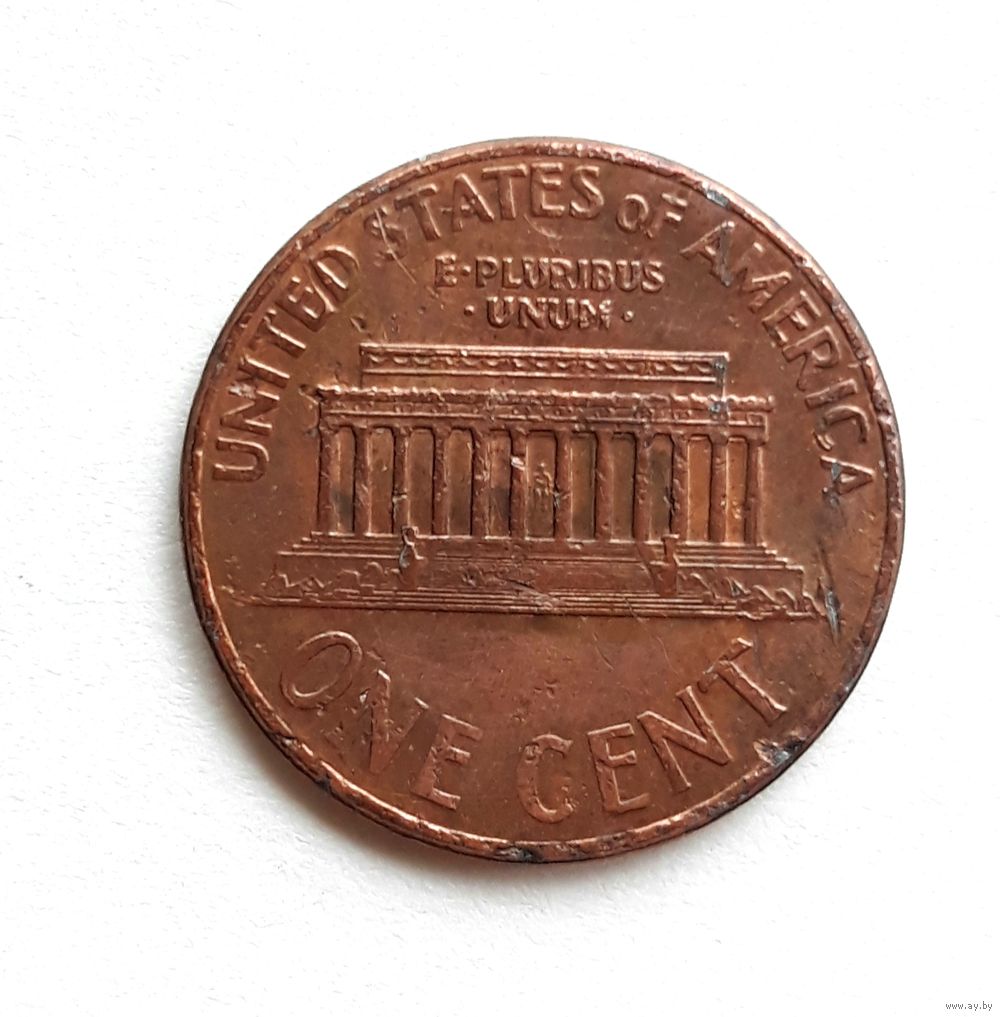 UNITED STATES OF AMERICA
E·PLURIBUS
·UNUM·
ONE CENT
www.ay.by